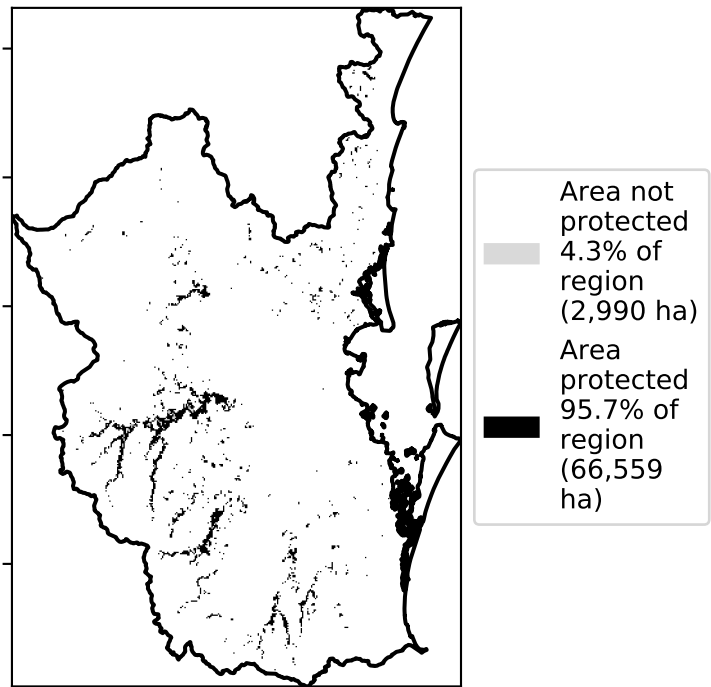 Area not
protected
4.3% of
region
(2,990 ha)
Area
protected
95.7% of
region
(66,559
ha)